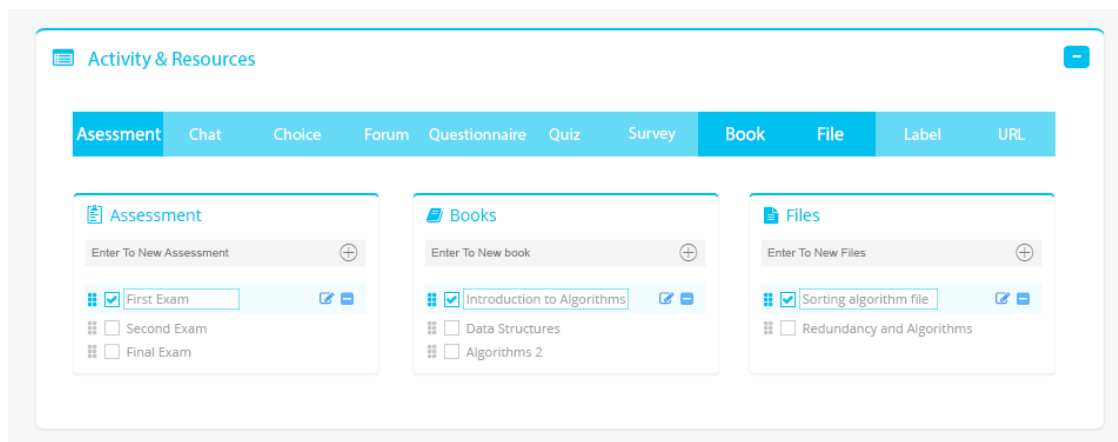 Activity & Resources
Asessment Chat Choice Forum Questionnaire Quiz Survey Book File Label URL
Assessment
Enter To New Assessment
First Exam
Second Exam
Final Exam
Books
Enter To New book
Introduction to Algorithms
Data Structures
Algorithms 2
Files
Enter To New Files
Sorting algorithm file
Redundancy and Algorithms